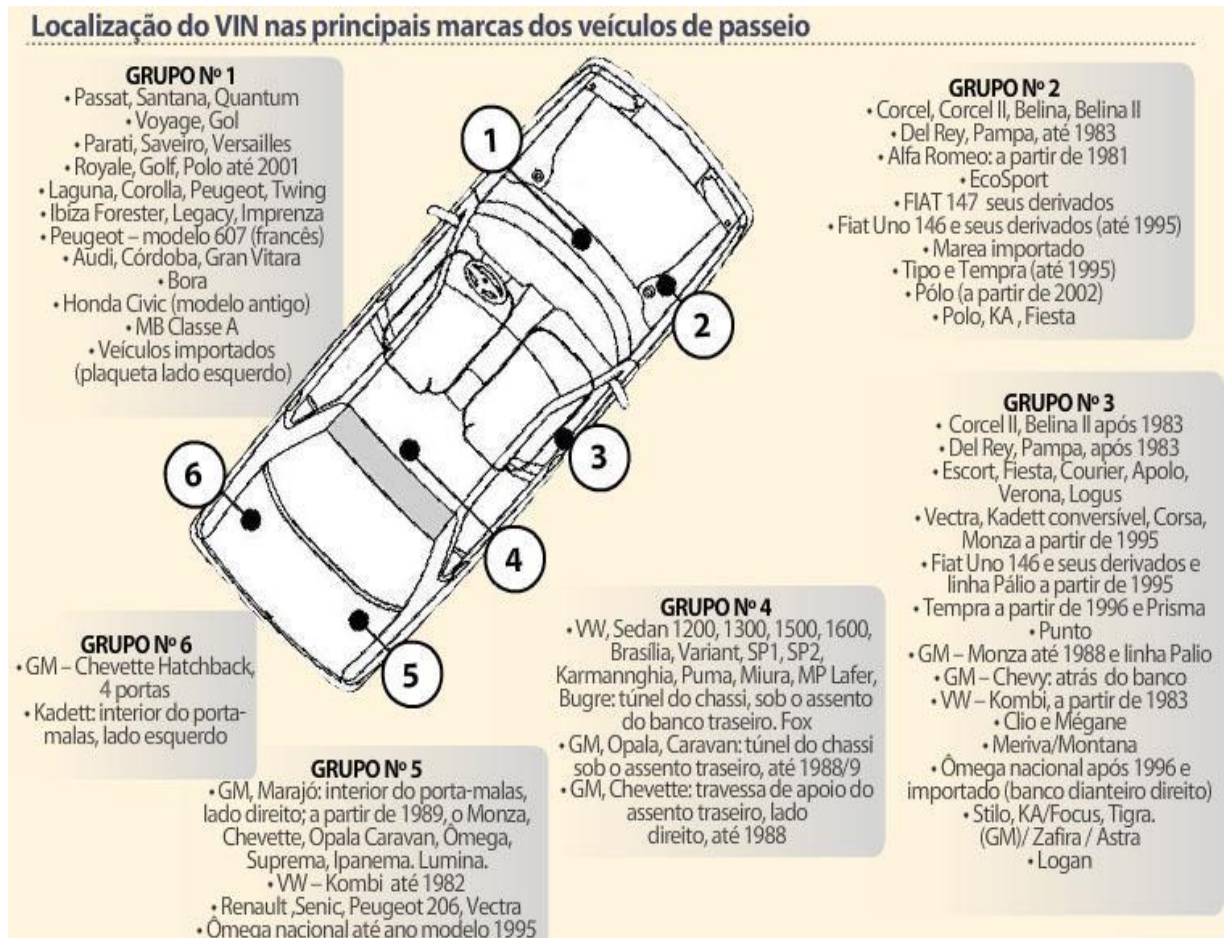 Localização do VIN nas principais marcas dos veículos de passeio
GRUPO Nº 1
• Passat, Santana, Quantum
• Voyage, Gol
• Parati, Saveiro, Versailles
• Royale, Golf, Polo até 2001
• Laguna, Corolla, Peugeot, Twing
• Ibiza Forester, Legacy, Imprenza
• Peugeot – modelo 607 (francês)
• Audi, Córdoba, Gran Vitara
• Bora
• Honda Civic (modelo antigo)
• MB Classe A
• Veículos importados
(plaqueta lado esquerdo)
GRUPO Nº 2
• Corcel, Corcel II, Belina, Belina II
• Del Rey, Pampa, até 1983
• Alfa Romeo: a partir de 1981
• EcoSport
• FIAT 147 seus derivados
• Fiat Uno 146 e seus derivados (até 1995)
• Marea importado
• Tipo e Tempra (até 1995)
• Pólo (a partir de 2002)
• Polo, KA , Fiesta
1
2
3
4
5
6
GRUPO Nº 3
• Corcel II, Belina II após 1983
• Del Rey, Pampa, após 1983
• Escort, Fiesta, Courier, Apolo,
Verona, Logus
• Vectra, Kadett conversível, Corsa,
Monza a partir de 1995
• Fiat Uno 146 e seus derivados e
linha Pálio a partir de 1995
• Tempra a partir de 1996 e Prisma
• Punto
• GM – Monza até 1988 e linha Palio
• GM – Chevy: atrás do banco
• VW – Kombi, a partir de 1983
• Clio e Mégane
• Meriva/Montana
• Ômega nacional após 1996 e
importado (banco dianteiro direito)
• Stilo, KA/Focus, Tigra.
(GM)/ Zafira / Astra
• Logan
GRUPO Nº 4
• VW, Sedan 1200, 1300, 1500, 1600,
Brasília, Variant, SP1, SP2,
Karmannghia, Puma, Miura, MP Lafer,
Bugre: túnel do chassi, sob o assento
do banco traseiro. Fox
• GM, Opala, Caravan: túnel do chassi
sob o assento traseiro, até 1988/9
• GM, Chevette: travessa de apoio do
assento traseiro, lado
direito, até 1988
GRUPO Nº 6
• GM – Chevette Hatchback,
4 portas
• Kadett: interior do porta-
malas, lado esquerdo
GRUPO Nº 5
• GM, Marajó: interior do porta-malas,
lado direito; a partir de 1989, o Monza,
Chevette, Opala Caravan, Ômega,
Suprema, Ipanema. Lumina.
• VW – Kombi até 1982
• Renault ,Senic, Peugeot 206, Vectra
• Ômega nacional até ano modelo 1995